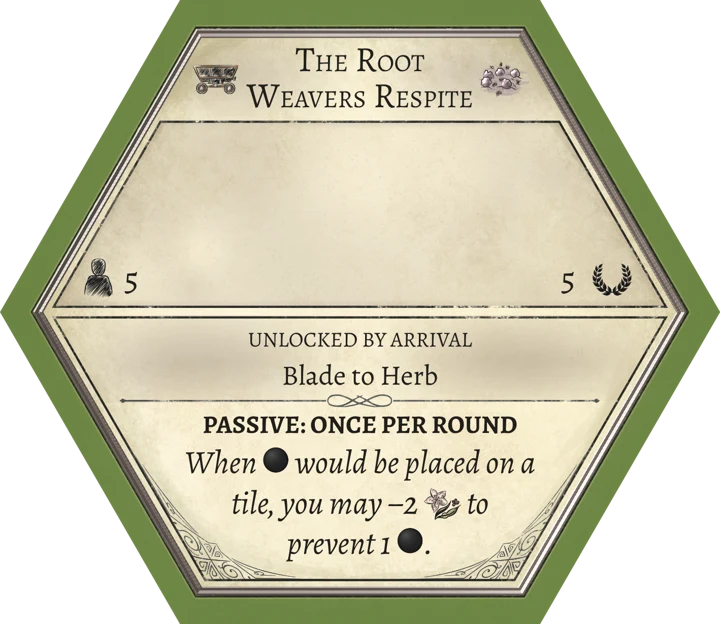 The Root
Weavers Respite
5
5
UNLOCKED BY ARRIVAL
Blade to Herb
PASSIVE: ONCE PER ROUND
When would be placed on a
tile, you may –2 to
prevent 1 .